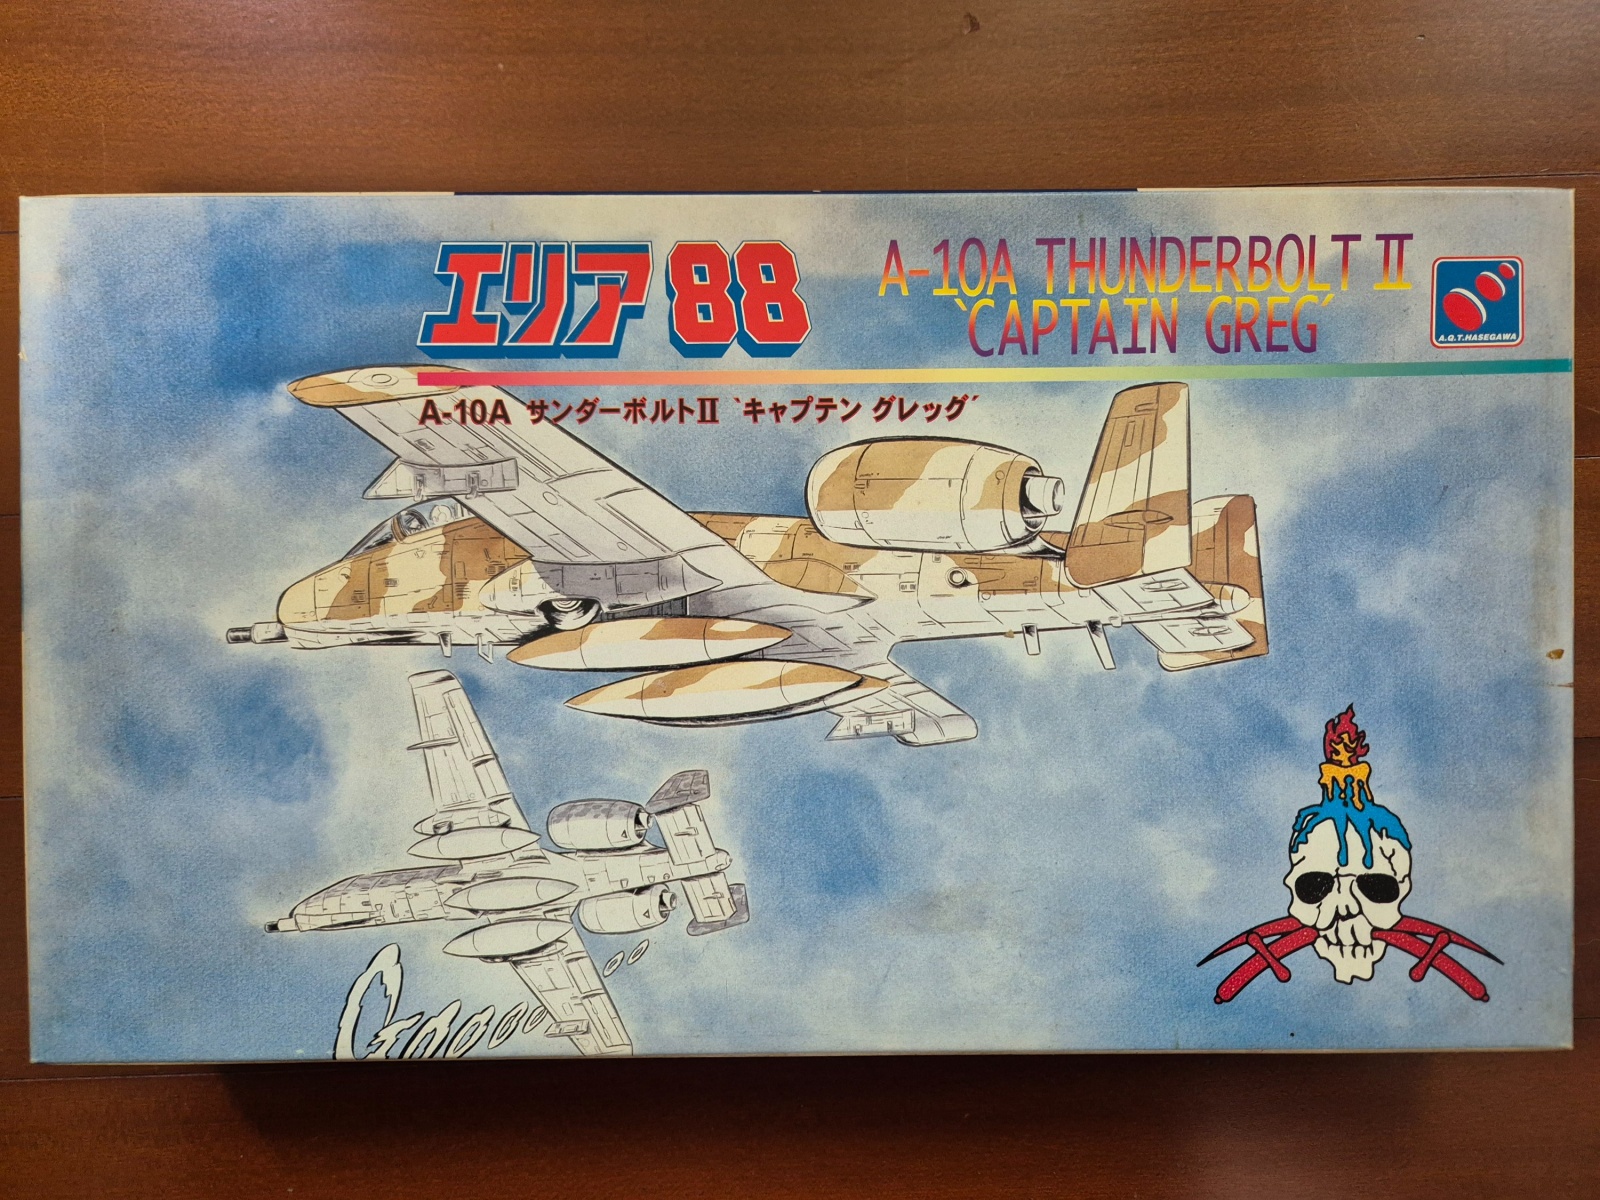 エリア88
A-10A THUNDERBOLT II
`CAPTAIN GREG´
A.Q.T.HASEGAWA
A-10A サンダーボルトII `キャプテン グレッグ´
Goooooo